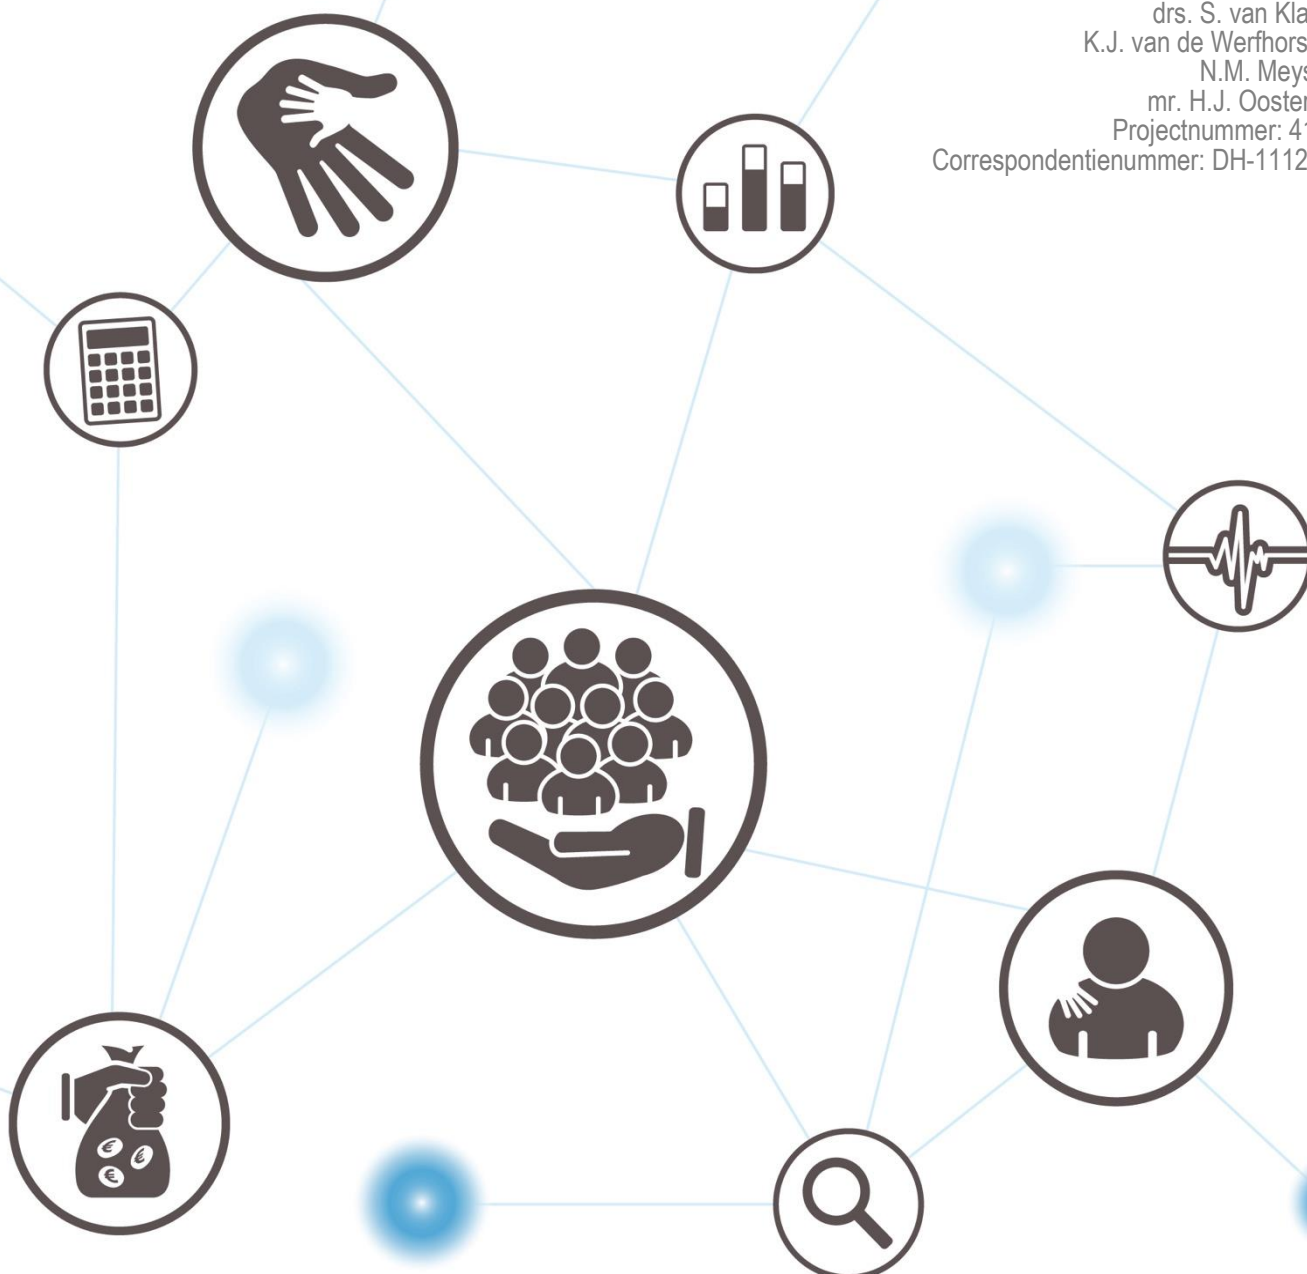 drs. S. van Kla
K.J. van de Werfhors
N.M. Meys
mr. H.J. Ooster
Projectnummer: 41
Correspondentienummer: DH-1112
€
€
€